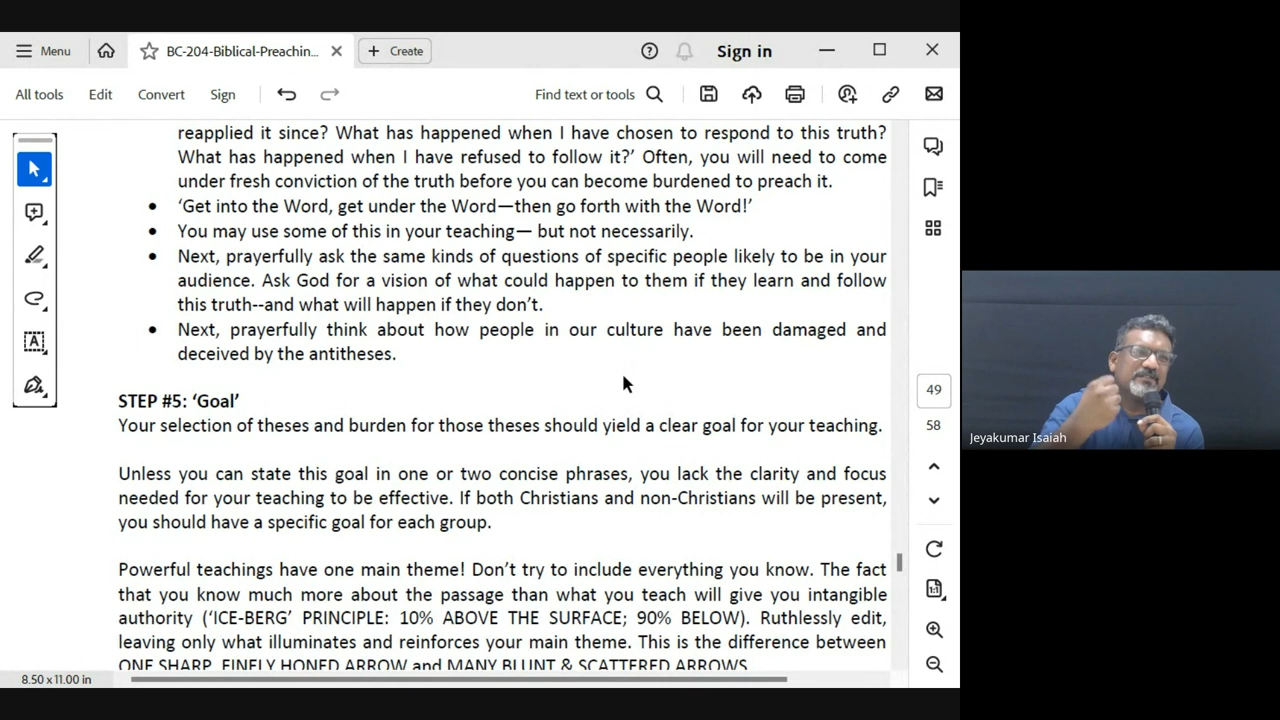 Menu
BC-204-Biblical-Preachin...
Create
Sign in
All tools
Edit
Convert
Sign
Find text or tools
reapplied it since? What has happened when I have chosen to respond to this truth?
What has happened when I have refused to follow it?’ Often, you will need to come
under fresh conviction of the truth before you can become burdened to preach it.
• ‘Get into the Word, get under the Word—then go forth with the Word!’
• You may use some of this in your teaching— but not necessarily.
• Next, prayerfully ask the same kinds of questions of specific people likely to be in your
audience. Ask God for a vision of what could happen to them if they learn and follow
this truth--and what will happen if they don’t.
• Next, prayerfully think about how people in our culture have been damaged and
deceived by the antitheses.
STEP #5: ‘Goal’
Your selection of theses and burden for those theses should yield a clear goal for your teaching.
Unless you can state this goal in one or two concise phrases, you lack the clarity and focus
needed for your teaching to be effective. If both Christians and non-Christians will be present,
you should have a specific goal for each group.
Powerful teachings have one main theme! Don’t try to include everything you know. The fact
that you know much more about the passage than what you teach will give you intangible
authority (‘ICE-BERG’ PRINCIPLE: 10% ABOVE THE SURFACE; 90% BELOW). Ruthlessly edit,
leaving only what illuminates and reinforces your main theme. This is the difference between
ONE SHARP, FINELY HONED ARROW and MANY BLUNT & SCATTERED ARROWS.
49
58
1:1
8.50 x 11.00 in
Jeyakumar Isaiah